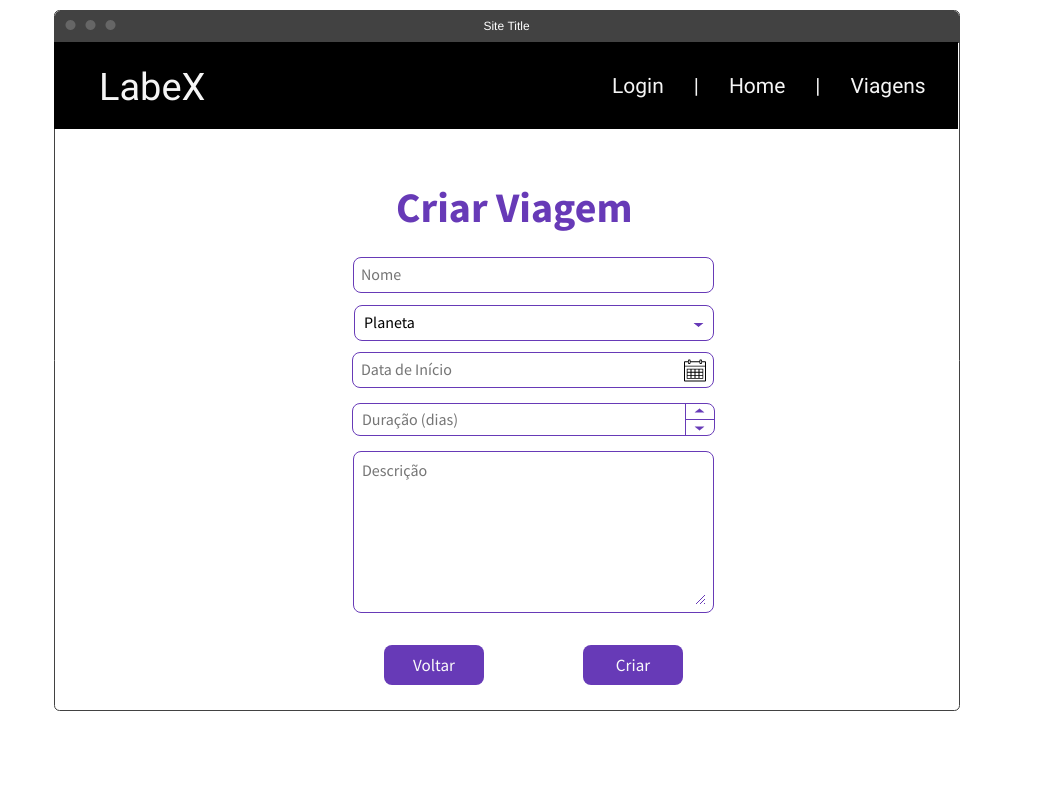 Site Title
LabeX
Login | Home | Viagens
Criar Viagem
Nome
Planeta
Data de Início
Duração (dias)
Descrição
Voltar Criar